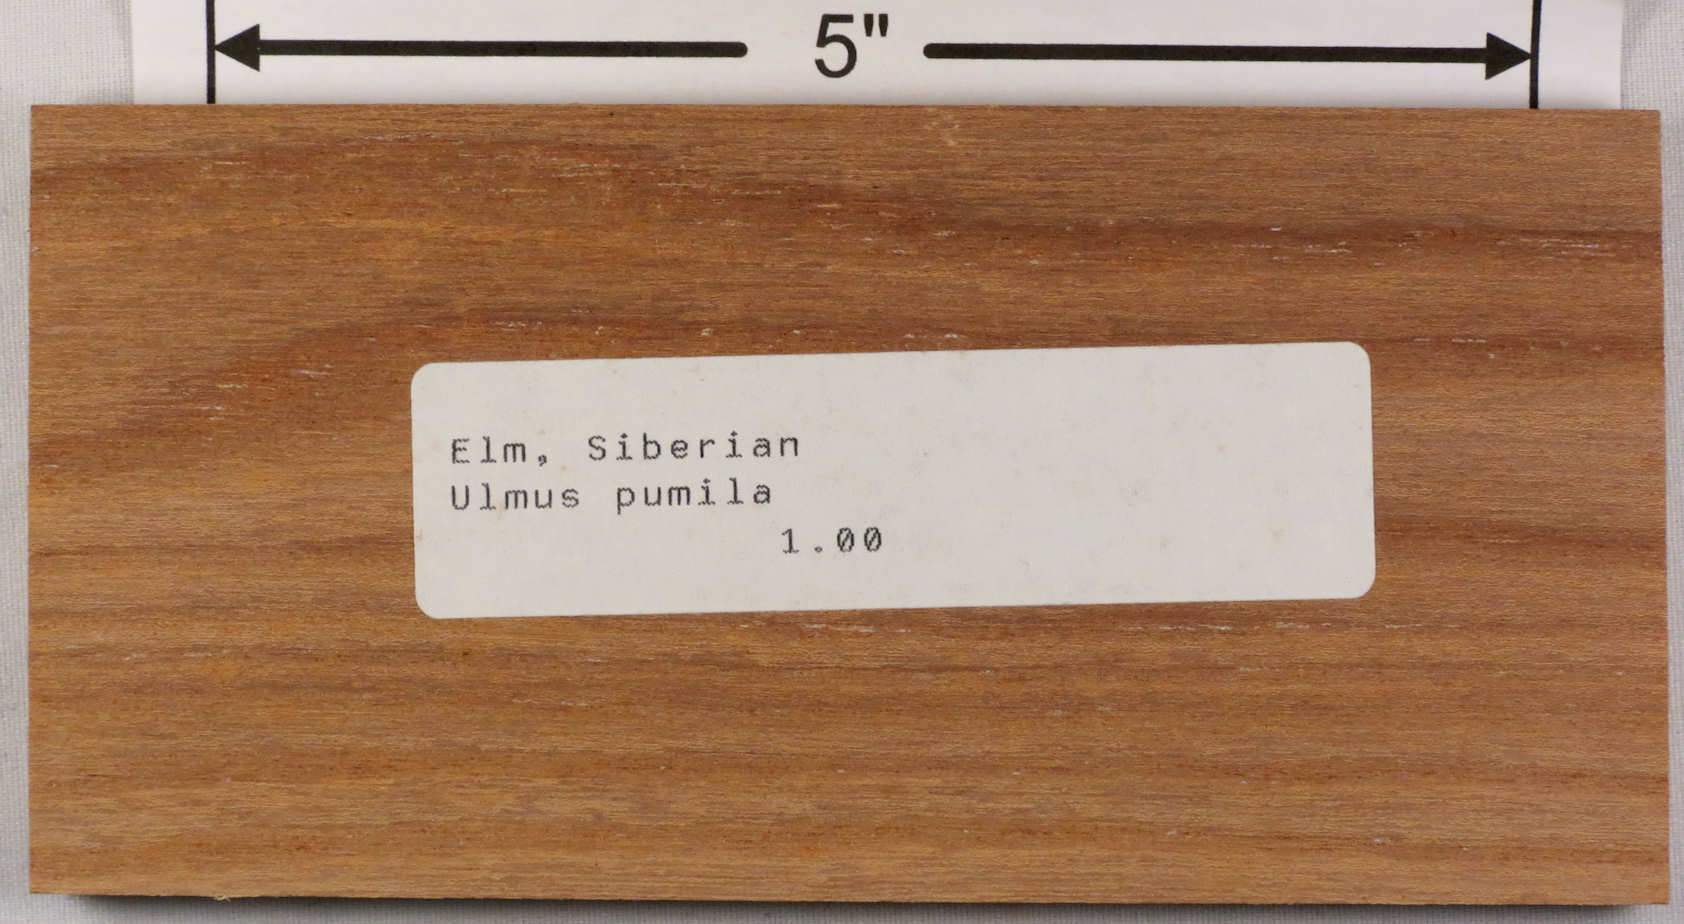 5"
Elm, Siberian
Ulmus pumila
1.00